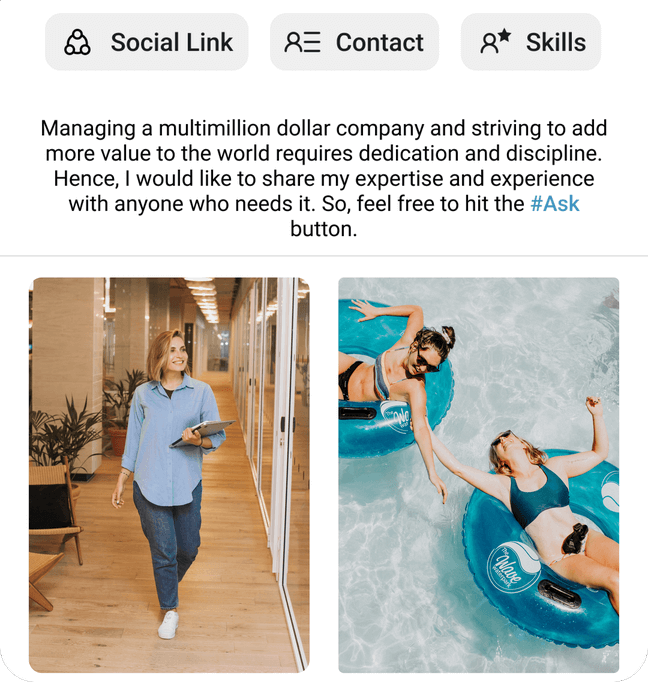 Social Link
Contact
Skills
Managing a multimillion dollar company and striving to add
more value to the world requires dedication and discipline.
Hence, I would like to share my expertise and experience
with anyone who needs it. So, feel free to hit the #Ask
button.
The
Wave